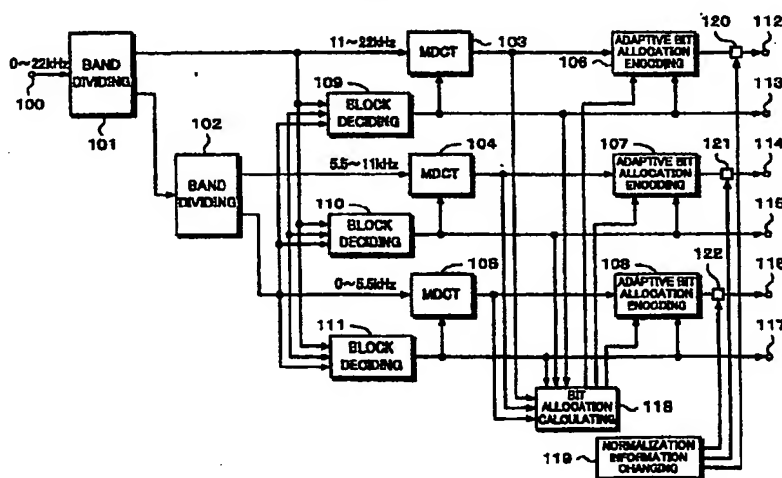 0~22kHz
100
BAND
DIVIDING
101
102
BAND
DIVIDING
11~22kHz
MDCT
103
109
BLOCK
DECIDING
5.5~11kHz
104
MDCT
110
BLOCK
DECIDING
0~5.5kHz
105
MDCT
111
BLOCK
DECIDING
ADAPTIVE BIT
ALLOCATION
ENCODING
106
120
112
113
107
ADAPTIVE BIT
ALLOCATION
ENCODING
121
114
115
108
ADAPTIVE BIT
ALLOCATION
ENCODING
122
116
117
BIT
ALLOCATION
CALCULATING
118
NORMALIZATION
INFORMATION
CHANGING
119